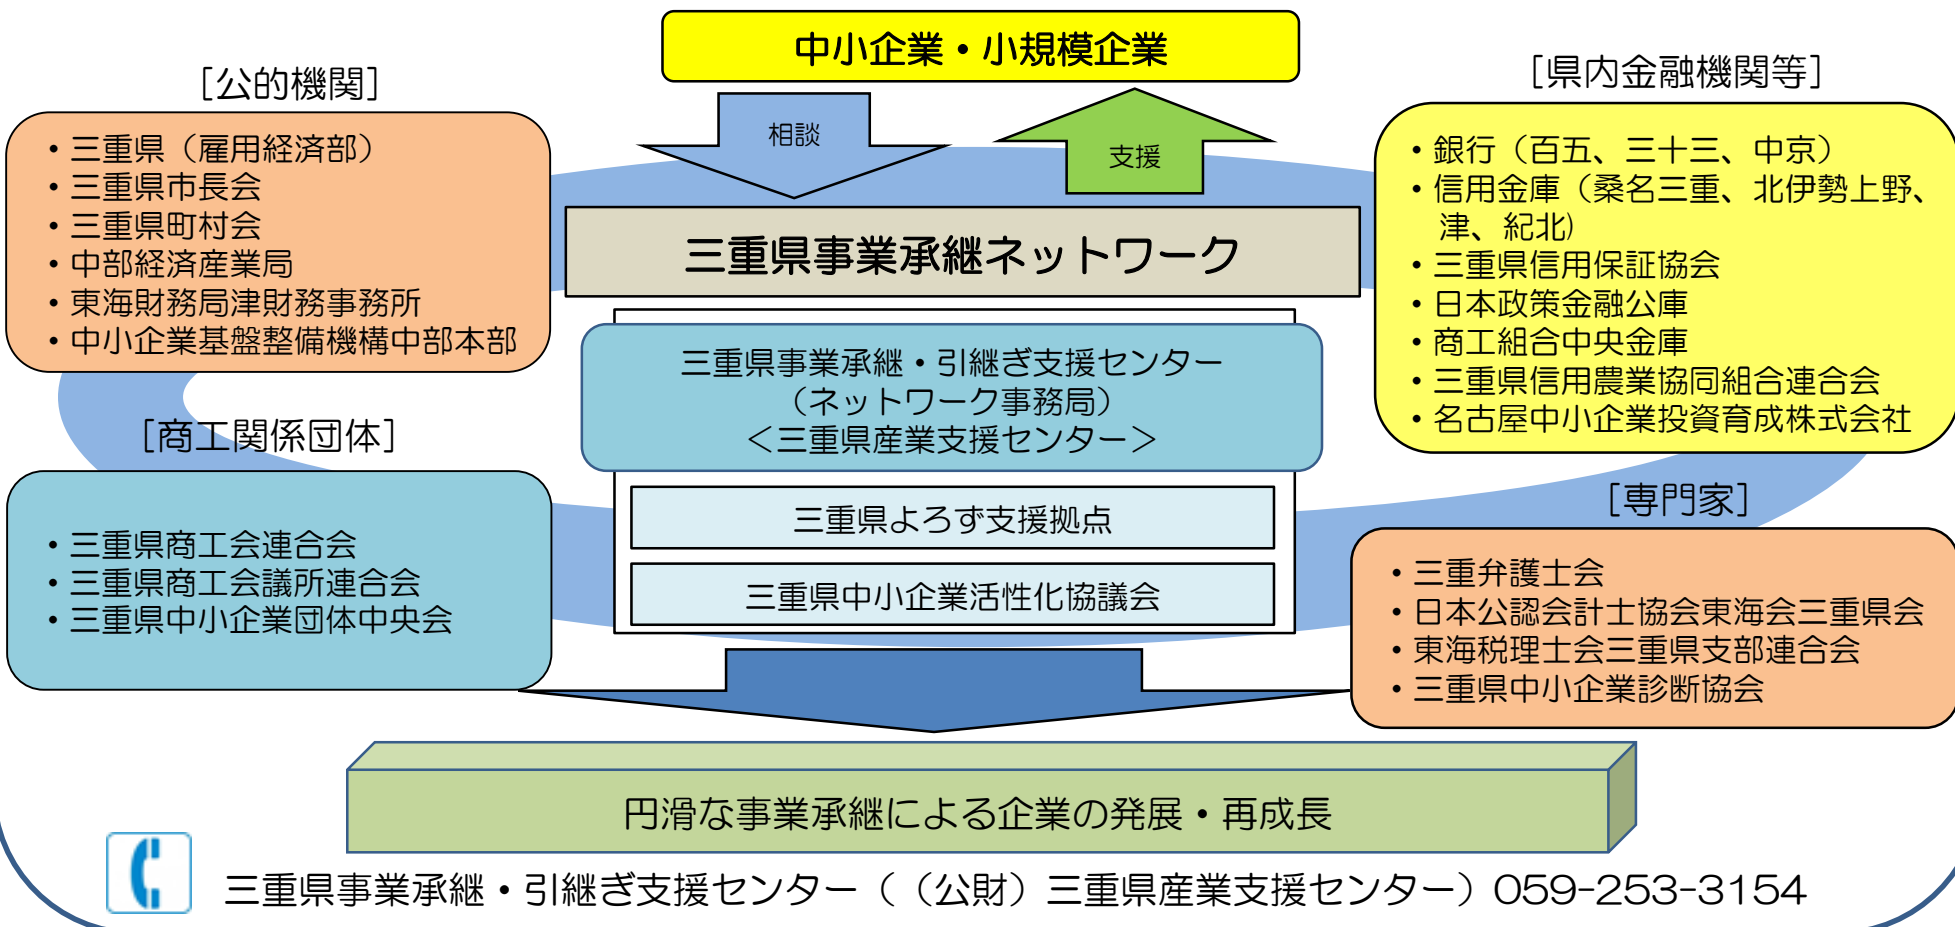 中小企業・小規模企業
相談
支援
[公的機関]
・三重県（雇用経済部）
・三重県市長会
・三重県町村会
・中部経済産業局
・東海財務局津財務事務所
・中小企業基盤整備機構中部本部
[県内金融機関等]
・銀行（百五、三十三、中京）
・信用金庫（桑名三重、北伊勢上野、
津、紀北)
・三重県信用保証協会
・日本政策金融公庫
・商工組合中央金庫
・三重県信用農業協同組合連合会
・名古屋中小企業投資育成株式会社
三重県事業承継ネットワーク
三重県事業承継・引継ぎ支援センター
（ネットワーク事務局）
＜三重県産業支援センター＞
三重県よろず支援拠点
三重県中小企業活性化協議会
[商工関係団体]
・三重県商工会連合会
・三重県商工会議所連合会
・三重県中小企業団体中央会
[専門家]
・三重弁護士会
・日本公認会計士協会東海会三重県会
・東海税理士会三重県支部連合会
・三重県中小企業診断協会
円滑な事業承継による企業の発展・再成長
三重県事業承継・引継ぎ支援センター（（公財）三重県産業支援センター）059-253-3154